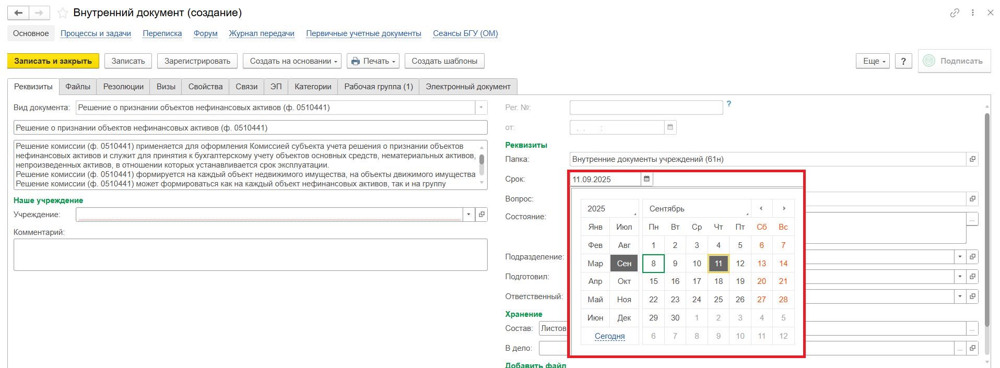 Внутренний документ (создание)
Основное Процессы и задачи Переписка Форум Журнал передачи Первичные учетные документы Сеансы БГУ (ОМ)
Записать и закрыть Записать Зарегистрировать Создать на основании Печать Создать шаблоны Еще ? Подписать
Реквизиты Файлы Резолюции Визы Свойства Связи ЭП Категории Рабочая группа (1) Электронный документ
Вид документа: Решение о признании объектов нефинансовых активов (ф. 0510441)
Решение о признании объектов нефинансовых активов (ф. 0510441)
Решение комиссии (ф. 0510441) применяется для оформления Комиссией субъекта учета решения о признании объектов
нефинансовых активов и служит для принятия к бухгалтерскому учету объектов основных средств, нематериальных активов,
непроизведенных активов, в отношении которых устанавливается срок эксплуатации.
Решение комиссии (ф. 0510441) формируется на каждый объект недвижимого имущества, на объекты движимого имущества
Решение комиссии (ф. 0510441) может формироваться как на каждый объект нефинансовых активов, так и на группу
Наше учреждение
Учреждение:
Комментарий:
Рег. №: ?
от: . . :
Реквизиты
Папка: Внутренние документы учреждений (61н)
Срок: 11.09.2025
Вопрос:
Состояние: ...
Подразделение:
Подготовил:
Ответственный:
Хранение
Состав: Листов ...
В дело: ...
Добавить файл
2025 Сентябрь ‹ ›
Янв Июл Пн Вт Ср Чт Пт Сб Вс
Фев Авг 1 2 3 4 5 6 7
Мар Сен 8 9 10 11 12 13 14
Апр Окт 15 16 17 18 19 20 21
Май Ноя 22 23 24 25 26 27 28
Июн Дек 29 30 1 2 3 4 5
Сегодня 6 7 8 9 10 11 12